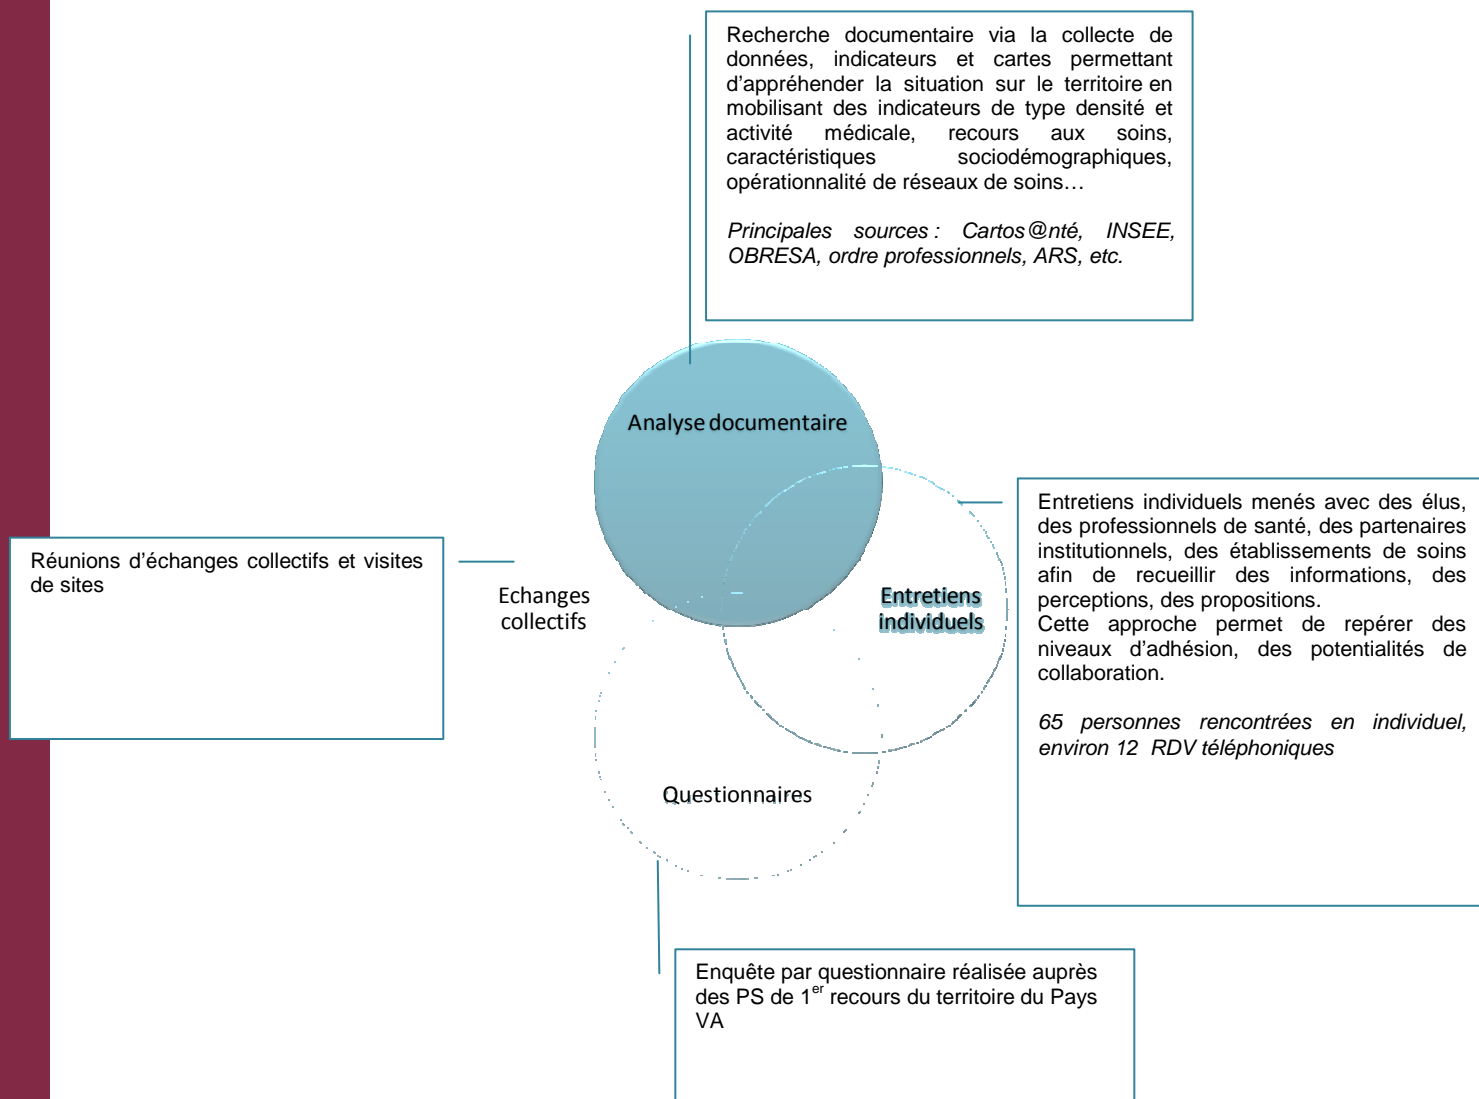 Recherche documentaire via la collecte de
données, indicateurs et cartes permettant
d’appréhender la situation sur le territoire en
mobilisant des indicateurs de type densité et
activité médicale, recours aux soins,
caractéristiques sociodémographiques,
opérationnalité de réseaux de soins…
Principales sources : Cartos@nté, INSEE,
OBRESA, ordre professionnels, ARS, etc.
Analyse documentaire
Réunions d’échanges collectifs et visites
de sites
Echanges
collectifs
Entretiens
individuels
Entretiens individuels menés avec des élus,
des professionnels de santé, des partenaires
institutionnels, des établissements de soins
afin de recueillir des informations, des
perceptions, des propositions.
Cette approche permet de repérer des
niveaux d’adhésion, des potentialités de
collaboration.
65 personnes rencontrées en individuel,
environ 12 RDV téléphoniques
Questionnaires
Enquête par questionnaire réalisée auprès
des PS de 1er recours du territoire du Pays
VA